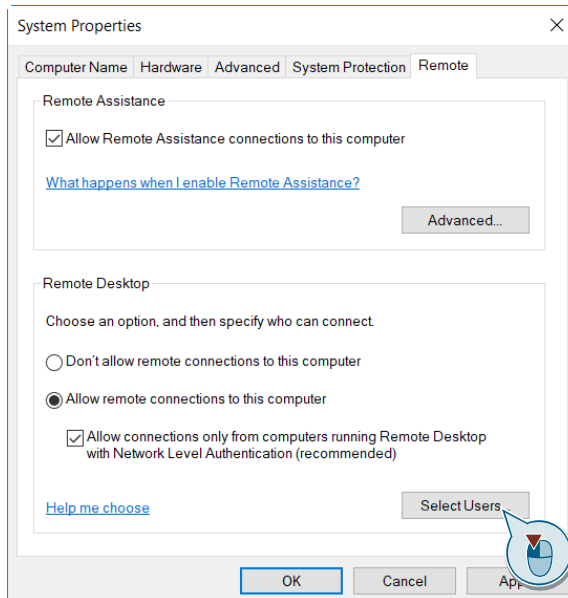 System Properties
Computer Name Hardware Advanced System Protection Remote
Remote Assistance
Allow Remote Assistance connections to this computer
What happens when I enable Remote Assistance?
Advanced...
Remote Desktop
Choose an option, and then specify who can connect.
Don't allow remote connections to this computer
Allow remote connections to this computer
Allow connections only from computers running Remote Desktop
with Network Level Authentication (recommended)
Help me choose
Select Users...
OK Cancel